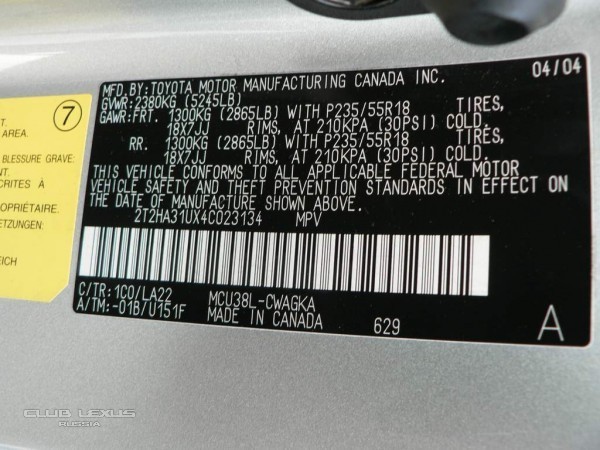 MFD.BY:TOYOTA MOTOR MANUFACTURING CANADA INC. 04/04
GVWR:2380KG (5245LB)
GAWR:FRT. 1300KG (2865LB) WITH P235/55R18 TIRES,
18X7JJ RIMS, AT 210KPA (30PSI) COLD.
RR. 1300KG (2865LB) WITH P235/55R18 TIRES,
18X7JJ RIMS, AT 210KPA (30PSI) COLD.
THIS VEHICLE CONFORMS TO ALL APPLICABLE FEDERAL MOTOR
VEHICLE SAFETY AND THEFT PREVENTION STANDARDS IN EFFECT ON
THE DATE OF MANUFACTURE SHOWN ABOVE.
2T2HA31UX4C023134 MPV
C/TR:1C0/LA22 MCU38L-CWAGKA
A/TM:-01B/U151F MADE IN CANADA 629 A
7
T
AREA.
BLESSURE GRAVE:
CRITES À
PROPRIÉTAIRE.
ETZUNGEN:
REICH
CLUB LEXUS
RUSSIA